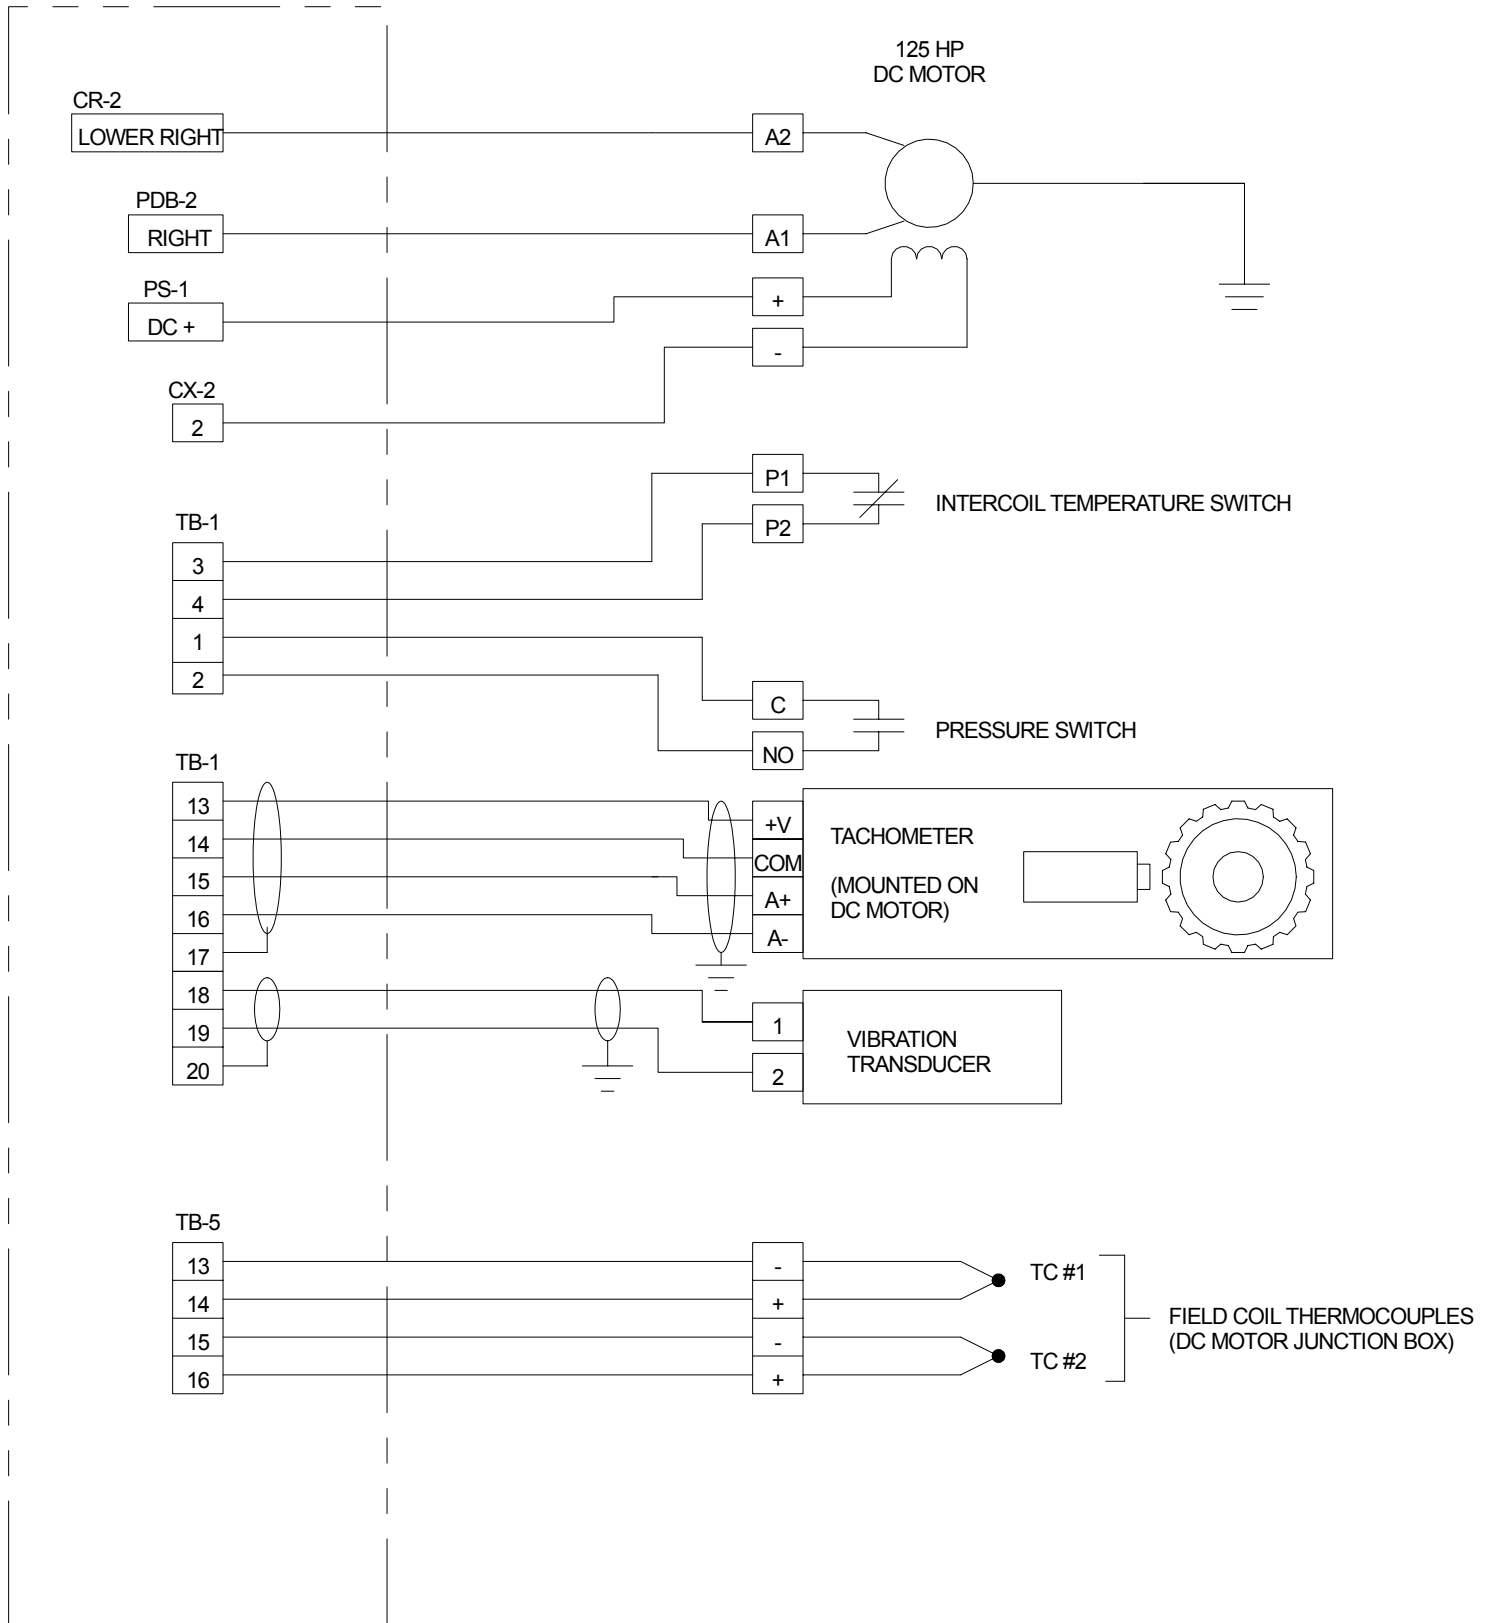 125 HP
DC MOTOR
CR-2
LOWER RIGHT
A2
PDB-2
RIGHT
A1
PS-1
DC +
+
-
CX-2
2
P1
INTERCOIL TEMPERATURE SWITCH
P2
TB-1
3
4
1
2
C
PRESSURE SWITCH
NO
TB-1
13
14
15
16
17
18
19
20
+V
COM
A+
A-
TACHOMETER
(MOUNTED ON
DC MOTOR)
1
2
VIBRATION
TRANSDUCER
TB-5
13
14
15
16
-
+
-
+
TC #1
TC #2
FIELD COIL THERMOCOUPLES
(DC MOTOR JUNCTION BOX)